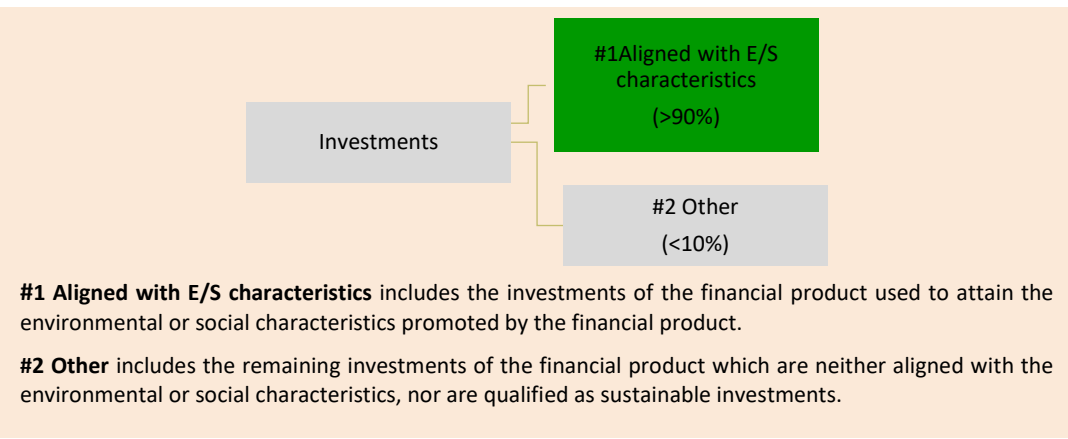 #1Aligned with E/S
characteristics
(>90%)
Investments
#2 Other
(<10%)
#1 Aligned with E/S characteristics includes the investments of the financial product used to attain the
environmental or social characteristics promoted by the financial product.
#2 Other includes the remaining investments of the financial product which are neither aligned with the
environmental or social characteristics, nor are qualified as sustainable investments.